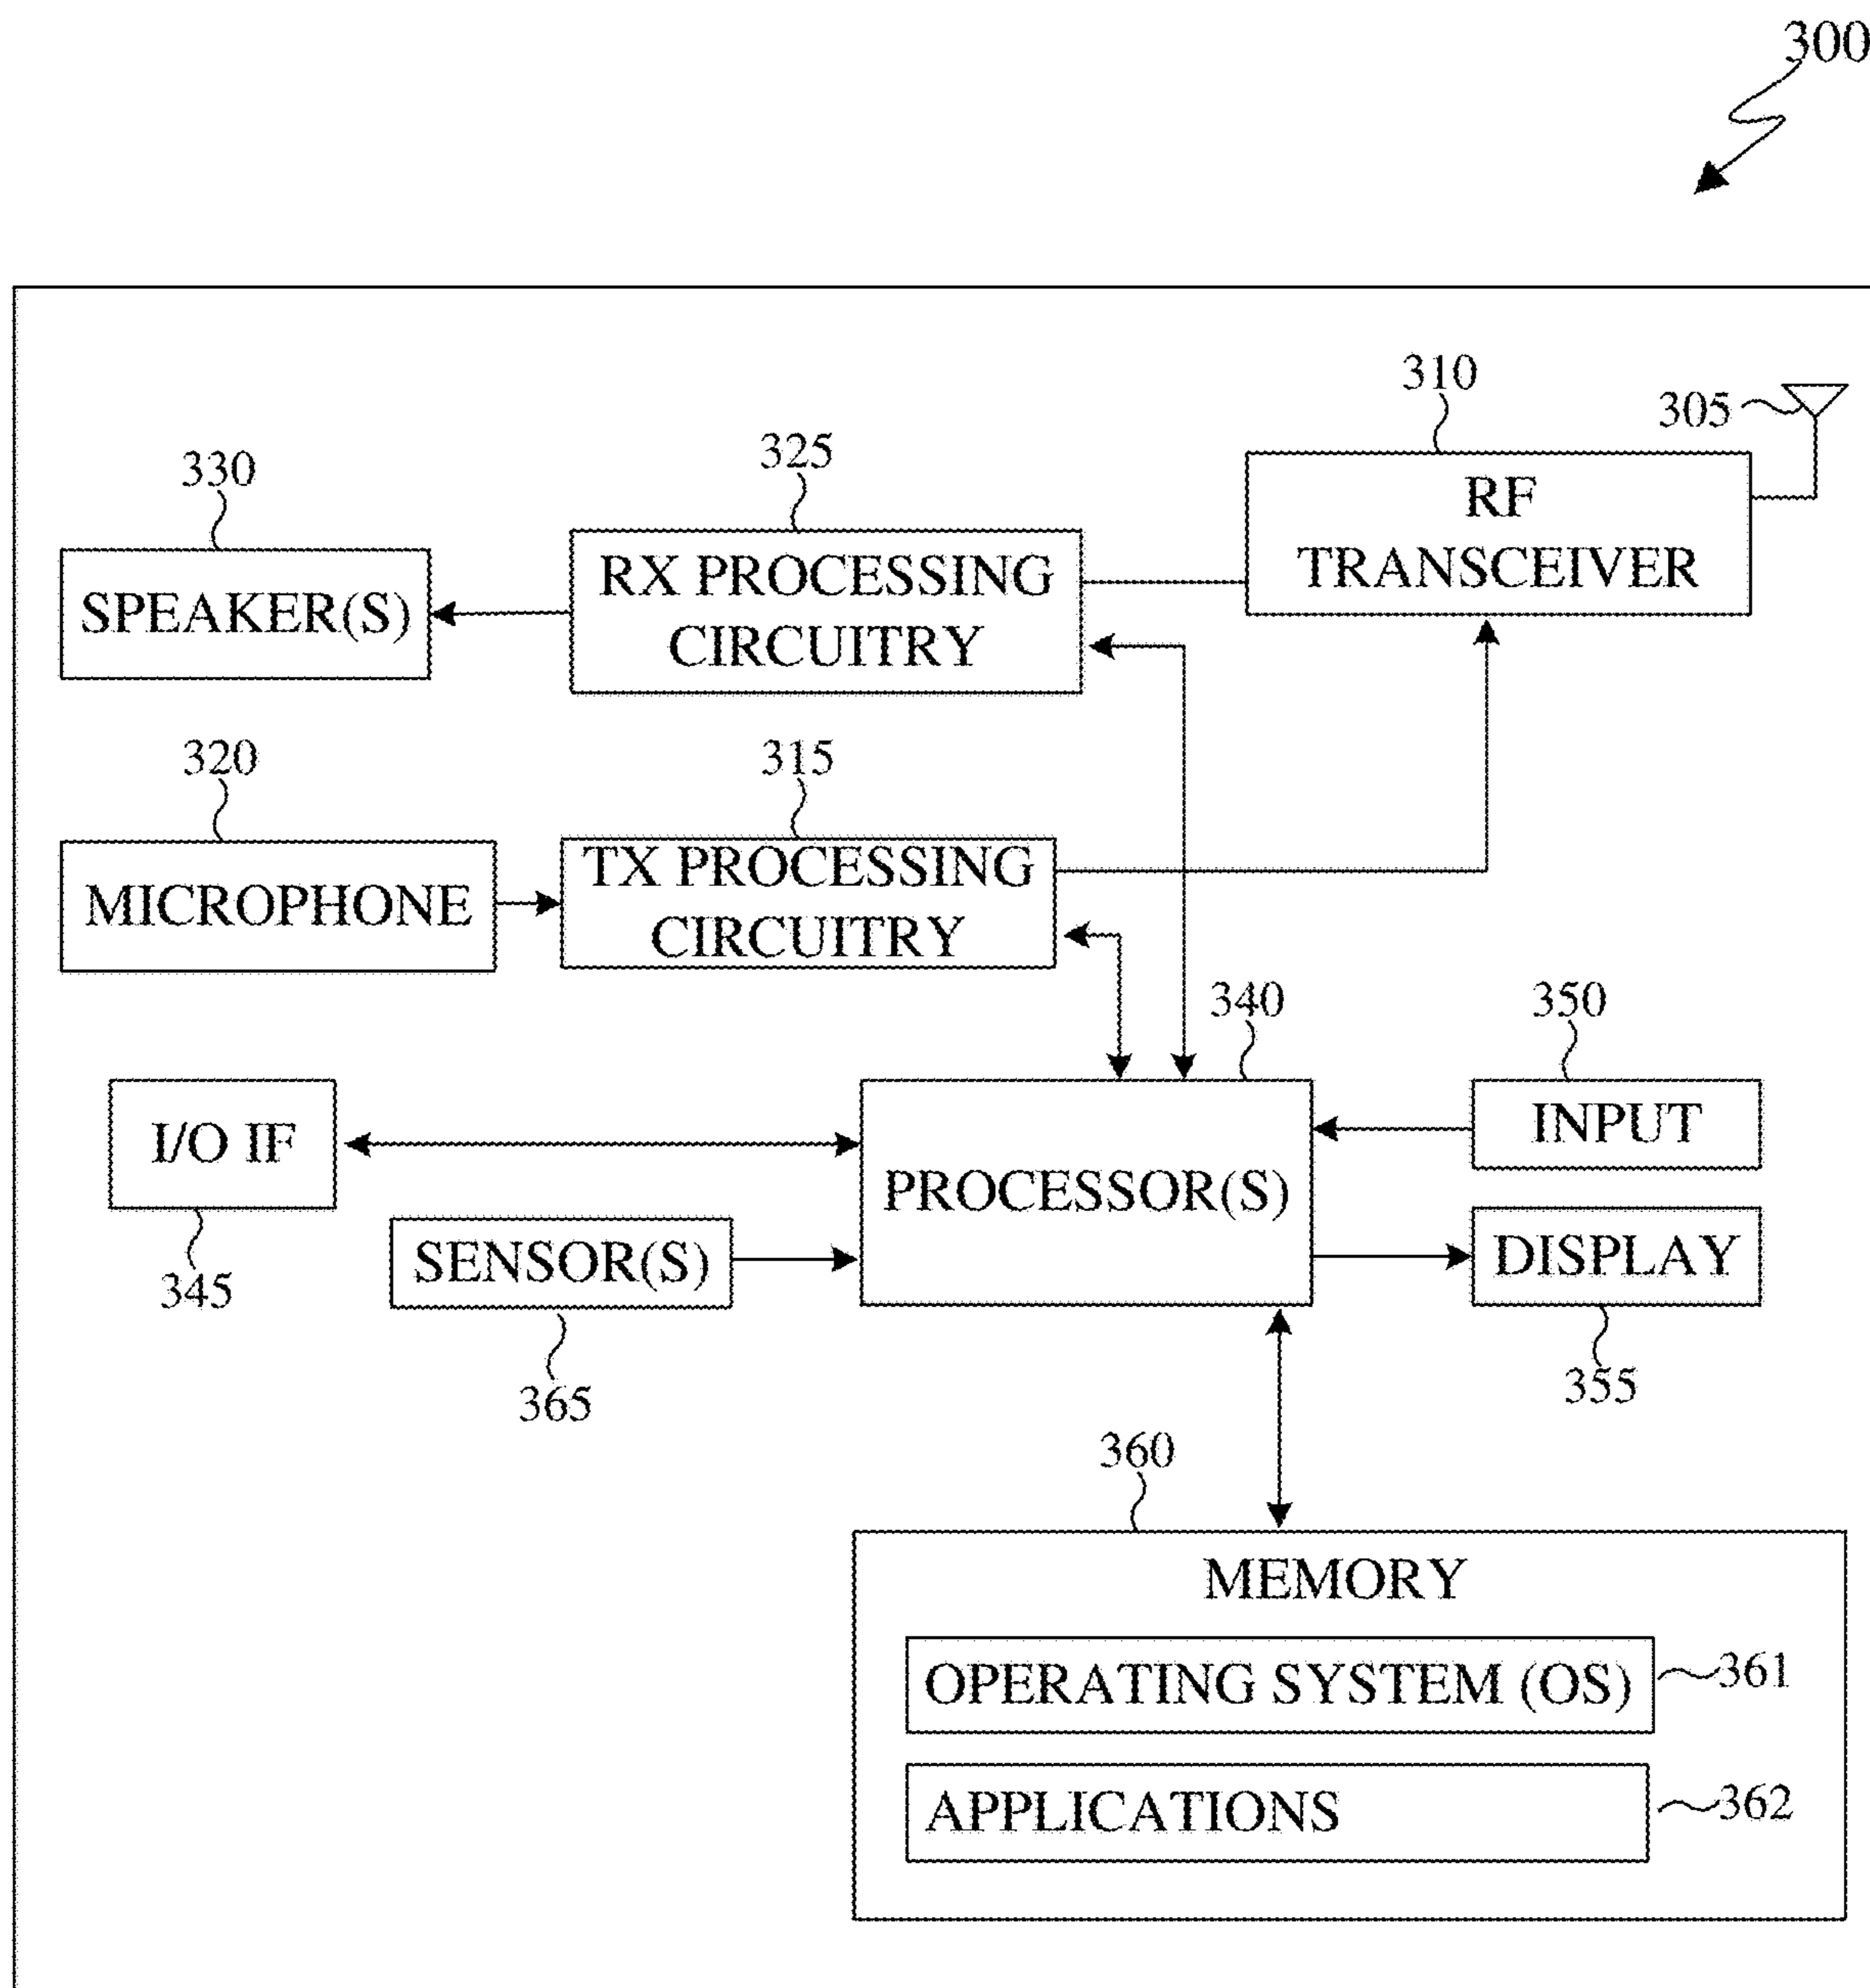 300
310
305
330
325
RF
TRANSCEIVER
SPEAKER(S)
RX PROCESSING
CIRCUITRY
320
315
MICROPHONE
TX PROCESSING
CIRCUITRY
340
350
I/O IF
PROCESSOR(S)
INPUT
345
SENSOR(S)
DISPLAY
365
355
360
MEMORY
OPERATING SYSTEM (OS)
361
APPLICATIONS
362